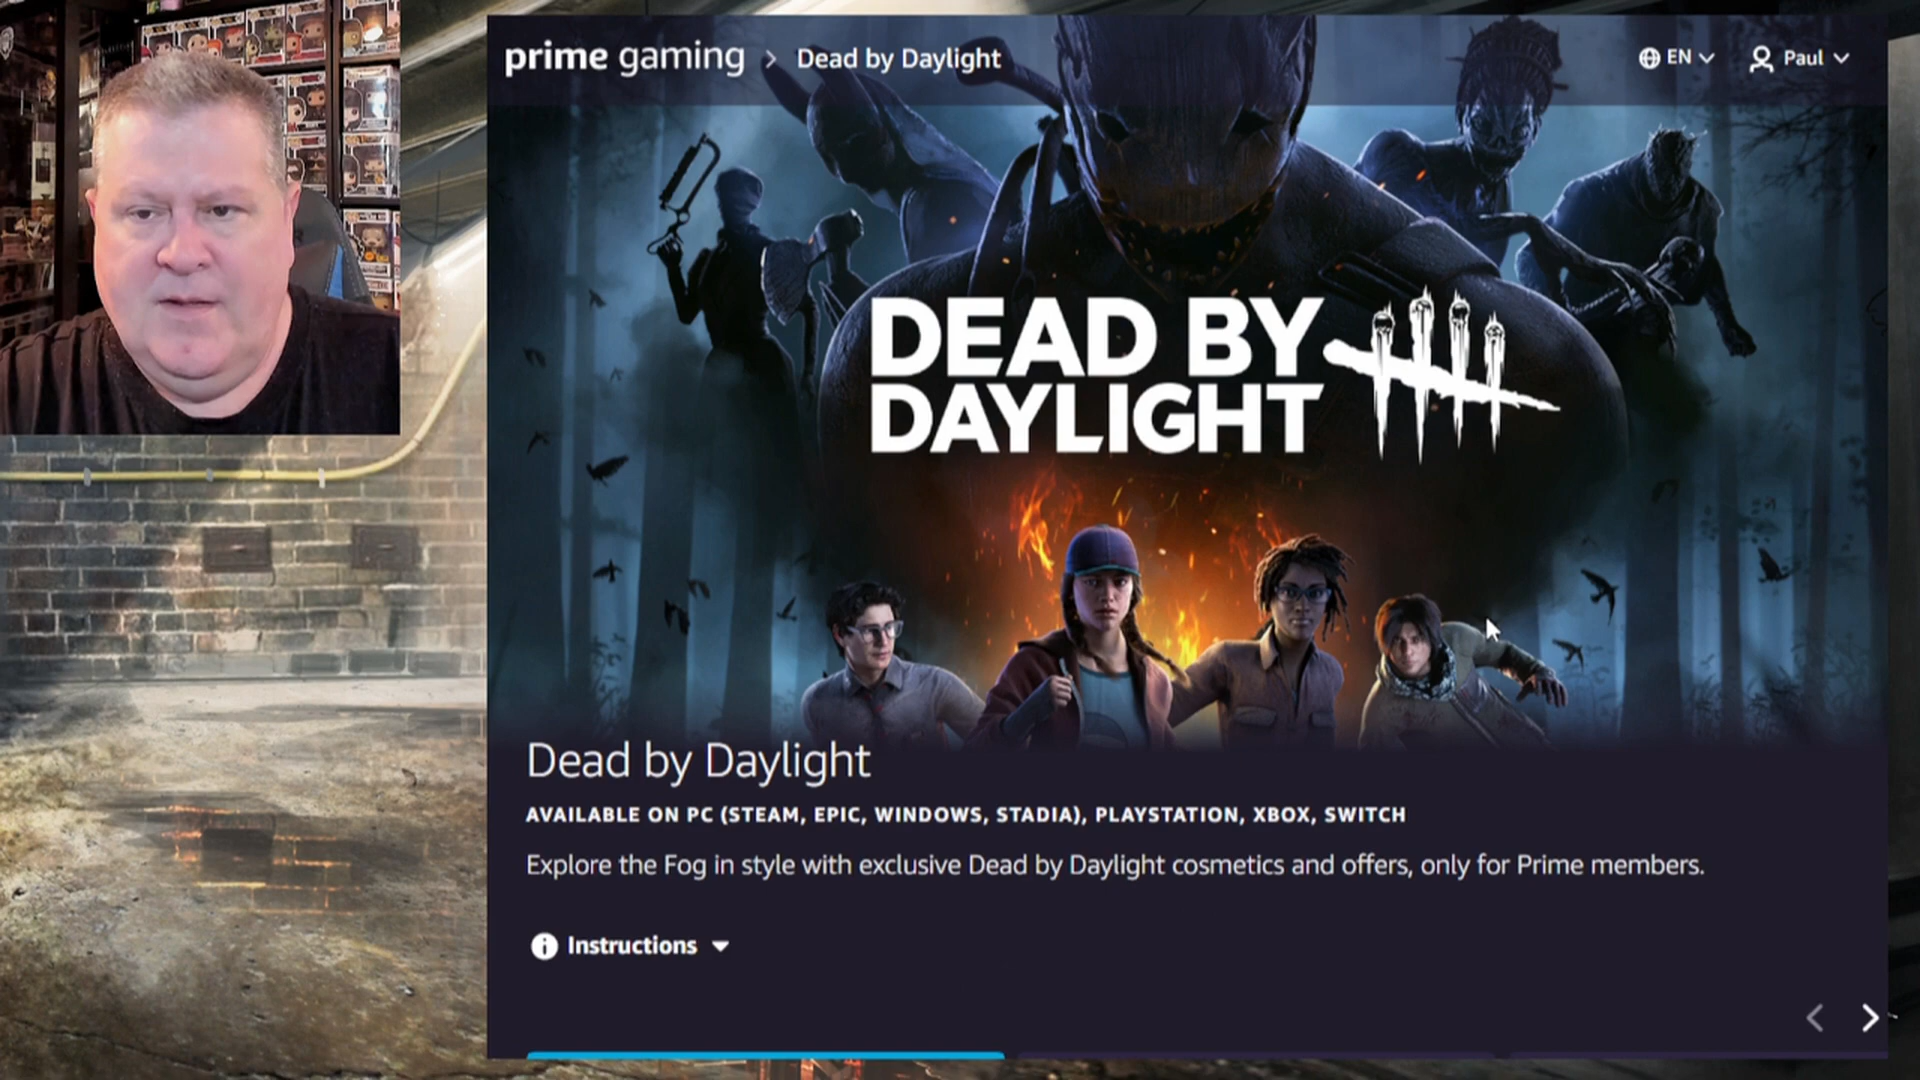 prime gaming > Dead by Daylight
EN
Paul
DEAD BY
DAYLIGHT
Dead by Daylight
AVAILABLE ON PC (STEAM, EPIC, WINDOWS, STADIA), PLAYSTATION, XBOX, SWITCH
Explore the Fog in style with exclusive Dead by Daylight cosmetics and offers, only for Prime members.
Instructions